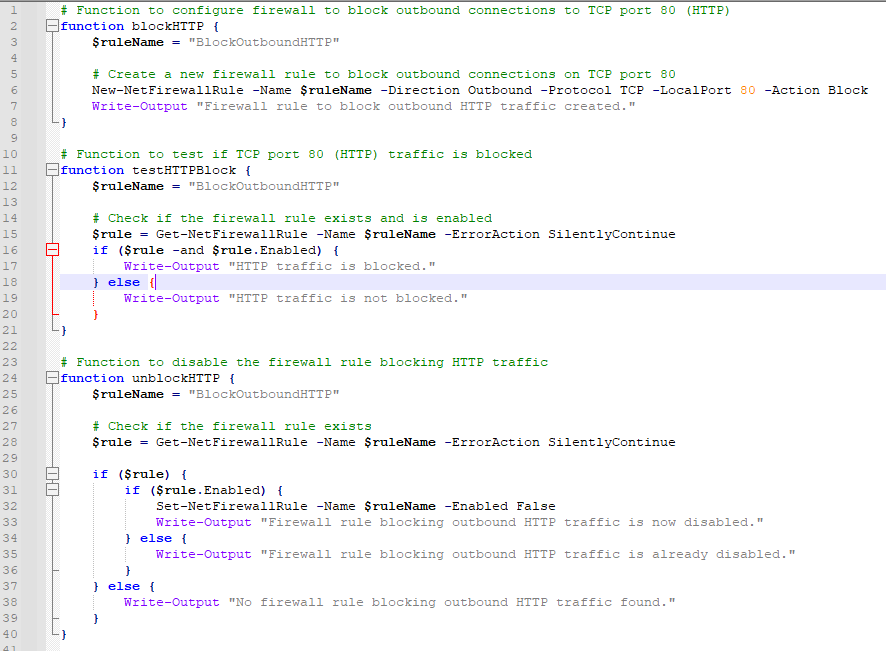 1 # Function to configure firewall to block outbound connections to TCP port 80 (HTTP)
2 function blockHTTP {
3     $ruleName = "BlockOutboundHTTP"
4
5     # Create a new firewall rule to block outbound connections on TCP port 80
6     New-NetFirewallRule -Name $ruleName -Direction Outbound -Protocol TCP -LocalPort 80 -Action Block
7     Write-Output "Firewall rule to block outbound HTTP traffic created."
8 }
9
10 # Function to test if TCP port 80 (HTTP) traffic is blocked
11 function testHTTPBlock {
12     $ruleName = "BlockOutboundHTTP"
13
14     # Check if the firewall rule exists and is enabled
15     $rule = Get-NetFirewallRule -Name $ruleName -ErrorAction SilentlyContinue
16     if ($rule -and $rule.Enabled) {
17         Write-Output "HTTP traffic is blocked."
18     } else {
19         Write-Output "HTTP traffic is not blocked."
20     }
21 }
22
23 # Function to disable the firewall rule blocking HTTP traffic
24 function unblockHTTP {
25     $ruleName = "BlockOutboundHTTP"
26
27     # Check if the firewall rule exists
28     $rule = Get-NetFirewallRule -Name $ruleName -ErrorAction SilentlyContinue
29
30     if ($rule) {
31         if ($rule.Enabled) {
32             Set-NetFirewallRule -Name $ruleName -Enabled False
33             Write-Output "Firewall rule blocking outbound HTTP traffic is now disabled."
34         } else {
35             Write-Output "Firewall rule blocking outbound HTTP traffic is already disabled."
36         }
37     } else {
38         Write-Output "No firewall rule blocking outbound HTTP traffic found."
39     }
40 }
41